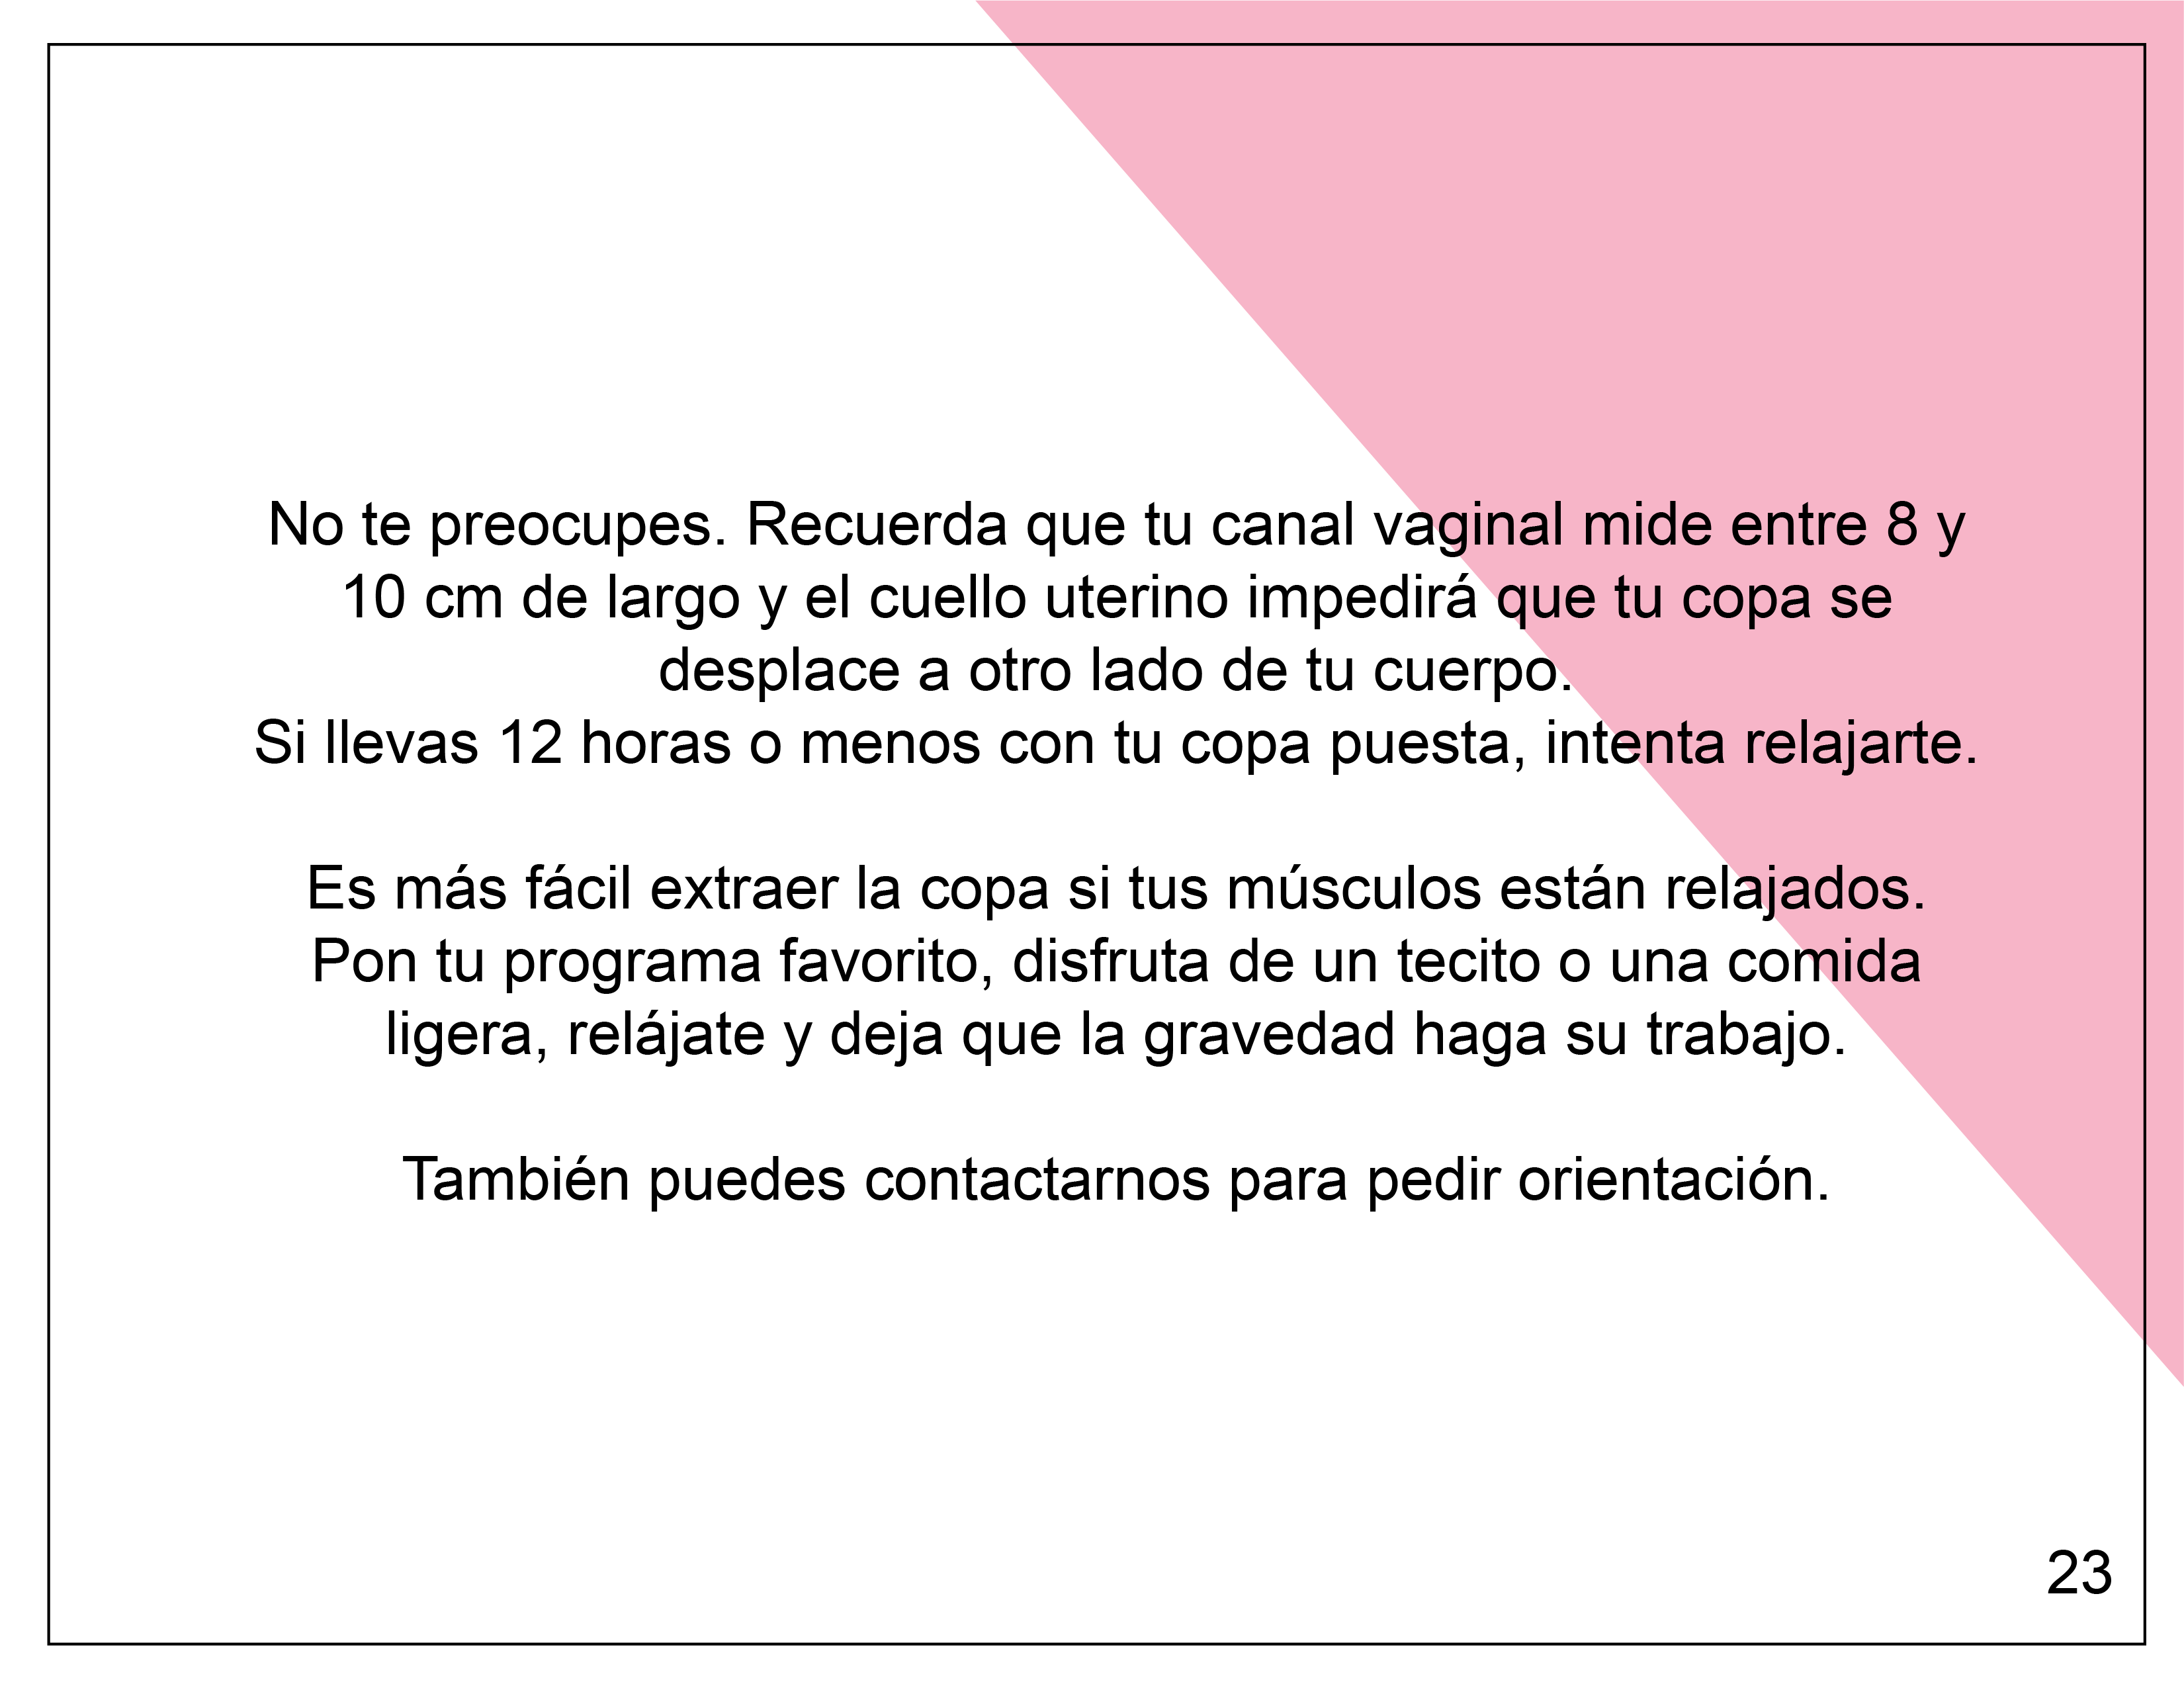 No te preocupes. Recuerda que tu canal vaginal mide entre 8 y
10 cm de largo y el cuello uterino impedirá que tu copa se
desplace a otro lado de tu cuerpo.
Si llevas 12 horas o menos con tu copa puesta, intenta relajarte.
Es más fácil extraer la copa si tus músculos están relajados.
Pon tu programa favorito, disfruta de un tecito o una comida
ligera, relájate y deja que la gravedad haga su trabajo.
También puedes contactarnos para pedir orientación.
23